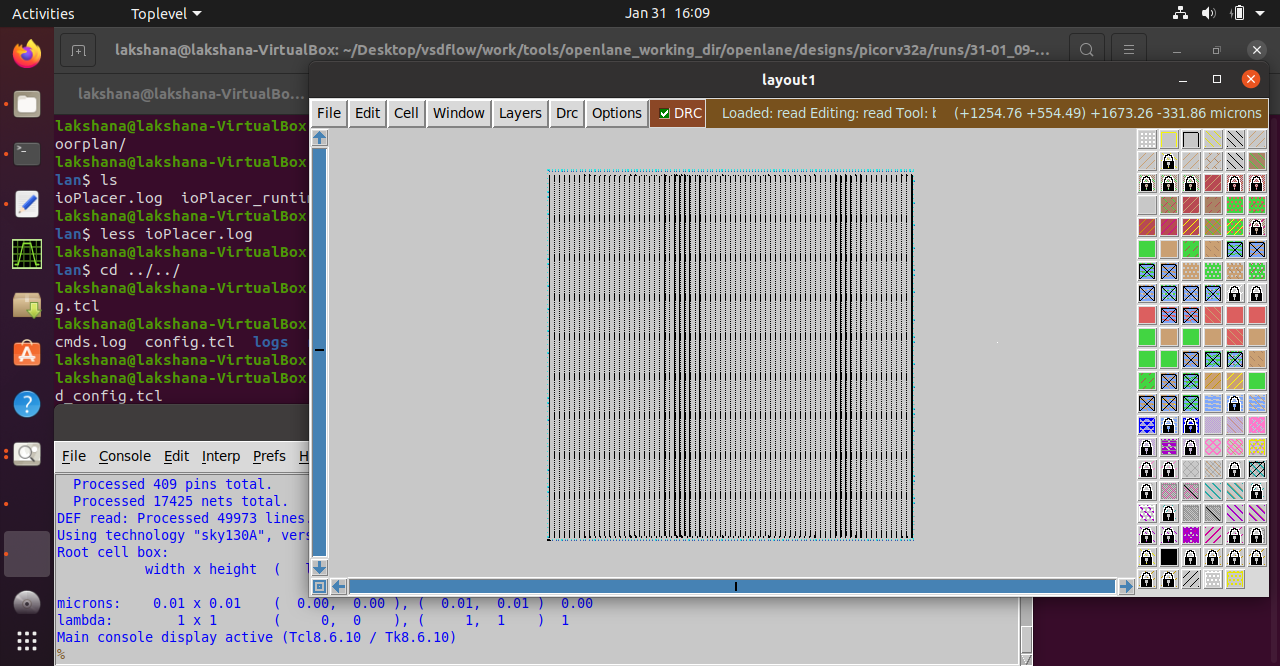 Activities
Toplevel
Jan 31 16:09
lakshana@lakshana-VirtualBox: ~/Desktop/vsdflow/work/tools/openlane_working_dir/openlane/designs/picorv32a/runs/31-01_09-...
lakshana@lakshana-VirtualBo...
layout1
File Edit Cell Window Layers Drc Options DRC Loaded: read Editing: read Tool: b (+1254.76 +554.49) +1673.26 -331.86 microns
lakshana@lakshana-VirtualBox
oorplan/
lakshana@lakshana-VirtualBox
lan$ ls
ioPlacer.log ioPlacer_runtin
lakshana@lakshana-VirtualBox
lan$ less ioPlacer.log
lakshana@lakshana-VirtualBox
lan$ cd ../../
lakshana@lakshana-VirtualBox
g.tcl
lakshana@lakshana-VirtualBox
cmds.log config.tcl logs
lakshana@lakshana-VirtualBox
lakshana@lakshana-VirtualBox
d_config.tcl
File Console Edit Interp Prefs H
Processed 409 pins total.
Processed 17425 nets total.
DEF read: Processed 49973 lines.
Using technology "sky130A", vers
Root cell box:
width x height (
microns: 0.01 x 0.01 ( 0.00, 0.00 ), ( 0.01, 0.01 ) 0.00
lambda: 1 x 1 ( 0, 0 ), ( 1, 1 ) 1
Main console display active (Tcl8.6.10 / Tk8.6.10)
%